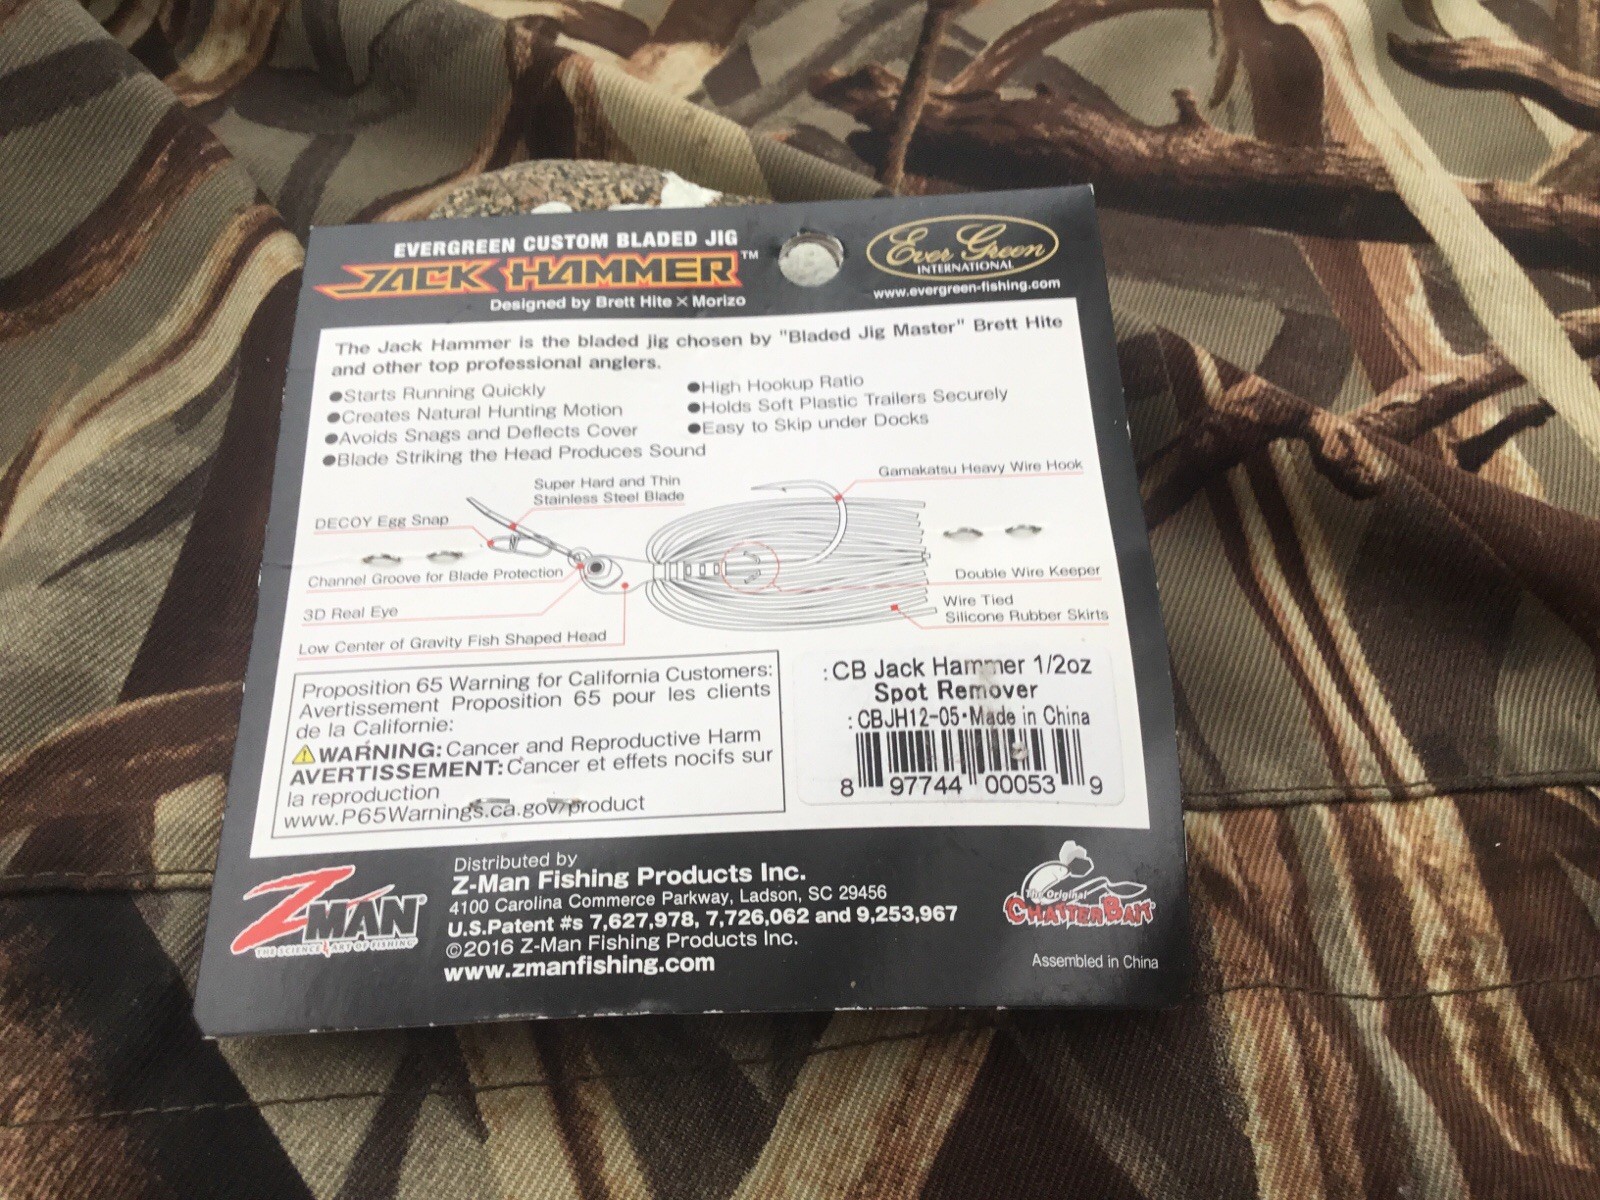 EVERGREEN CUSTOM BLADED JIG
JACK HAMMER™
Designed by Brett Hite × Morizo
Ever Green
INTERNATIONAL
www.evergreen-fishing.com
The Jack Hammer is the bladed jig chosen by "Bladed Jig Master" Brett Hite
and other top professional anglers.
●Starts Running Quickly
●Creates Natural Hunting Motion
●Avoids Snags and Deflects Cover
●Blade Striking the Head Produces Sound
●High Hookup Ratio
●Holds Soft Plastic Trailers Securely
●Easy to Skip under Docks
Super Hard and Thin
Stainless Steel Blade
Gamakatsu Heavy Wire Hook
DECOY Egg Snap
Channel Groove for Blade Protection
3D Real Eye
Low Center of Gravity Fish Shaped Head
Double Wire Keeper
Wire Tied
Silicone Rubber Skirts
Proposition 65 Warning for California Customers:
Avertissement Proposition 65 pour les clients
de la Californie:
⚠WARNING: Cancer and Reproductive Harm
AVERTISSEMENT: Cancer et effets nocifs sur
la reproduction
www.P65Warnings.ca.gov/product
:CB Jack Hammer 1/2oz
Spot Remover
:CBJH12-05・Made in China
8 97744 00053 9
ZMAN®
THE SCIENCE & ART OF FISHING
Distributed by
Z-Man Fishing Products Inc.
4100 Carolina Commerce Parkway, Ladson, SC 29456
U.S.Patent #s 7,627,978, 7,726,062 and 9,253,967
©2016 Z-Man Fishing Products Inc.
www.zmanfishing.com
The Original
CHATTERBAIT®
Assembled in China